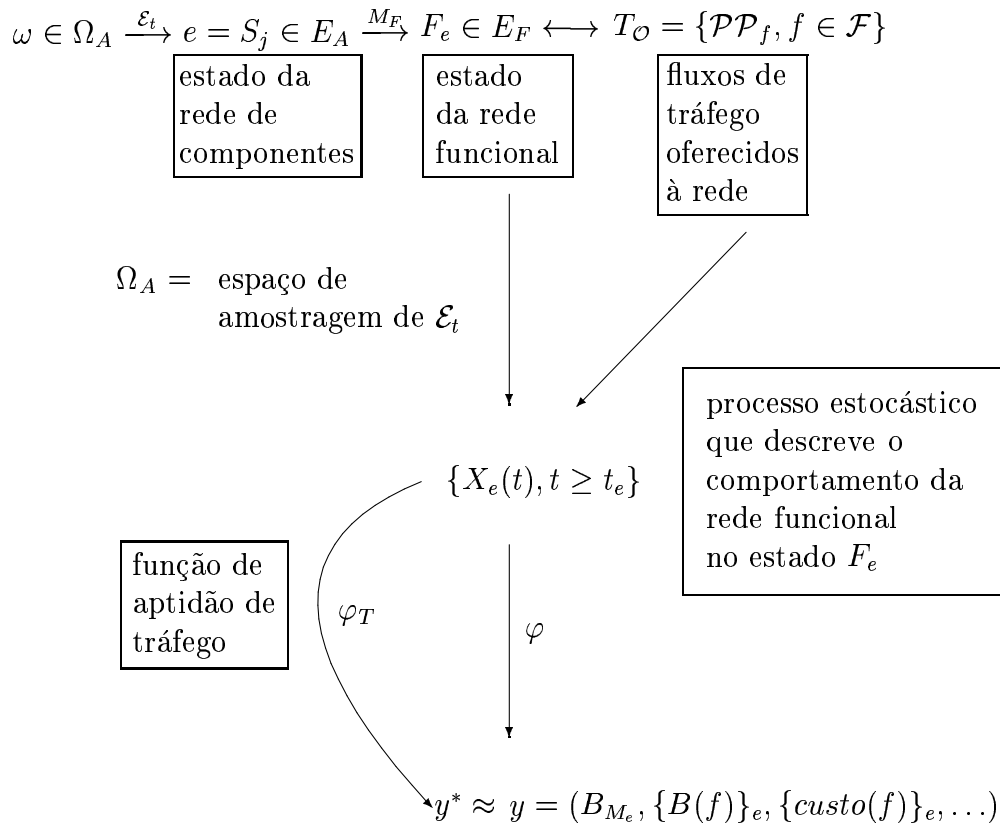 ω ∈ Ω_A —ℰ_t→ e = S_j ∈ E_A —M_F→ F_e ∈ E_F ⟷ T_𝒪 = {𝒫𝒫_f, f ∈ ℱ}
estado da
rede de
componentes
estado
da rede
funcional
fluxos de
tráfego
oferecidos
à rede
Ω_A = espaço de
amostragem de ℰ_t
processo estocástico
que descreve o
comportamento da
rede funcional
no estado F_e
{X_e(t), t ≥ t_e}
função de
aptidão de
tráfego
φ_T
φ
y* ≈ y = (B_{M_e}, {B(f)}_e, {custo(f)}_e, …)